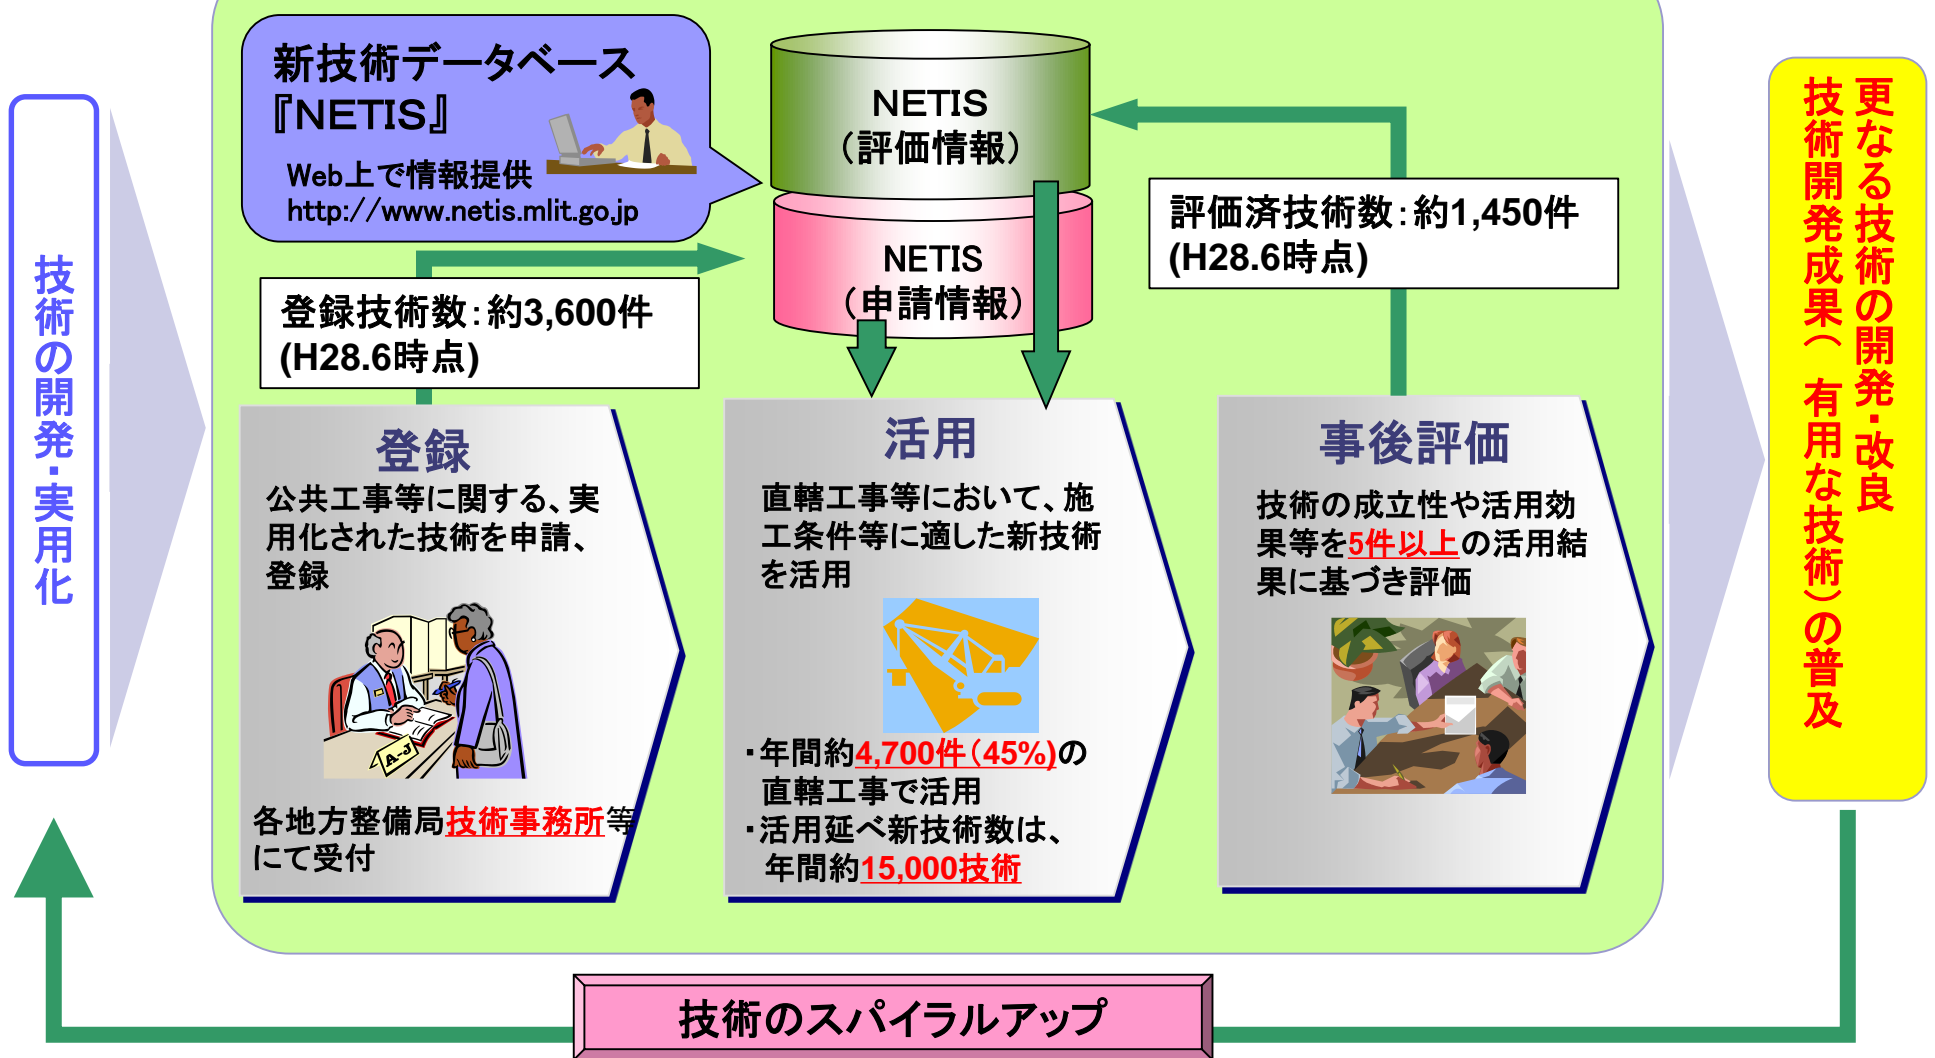 新技術データベース
『NETIS』
Web上で情報提供
http://www.netis.mlit.go.jp
NETIS
（評価情報）
NETIS
（申請情報）
登録技術数：約3,600件
(H28.6時点)
評価済技術数：約1,450件
(H28.6時点)
技術の開発・実用化
登録
公共工事等に関する、実
用化された技術を申請、
登録
A-J
各地方整備局技術事務所等
にて受付
活用
直轄工事等において、施
工条件等に適した新技術
を活用
・年間約4,700件（45%)の
直轄工事で活用
・活用延べ新技術数は、
年間約15,000技術
事後評価
技術の成立性や活用効
果等を5件以上の活用結
果に基づき評価
更なる技術の開発・改良
技術開発成果（有用な技術）の普及
技術のスパイラルアップ